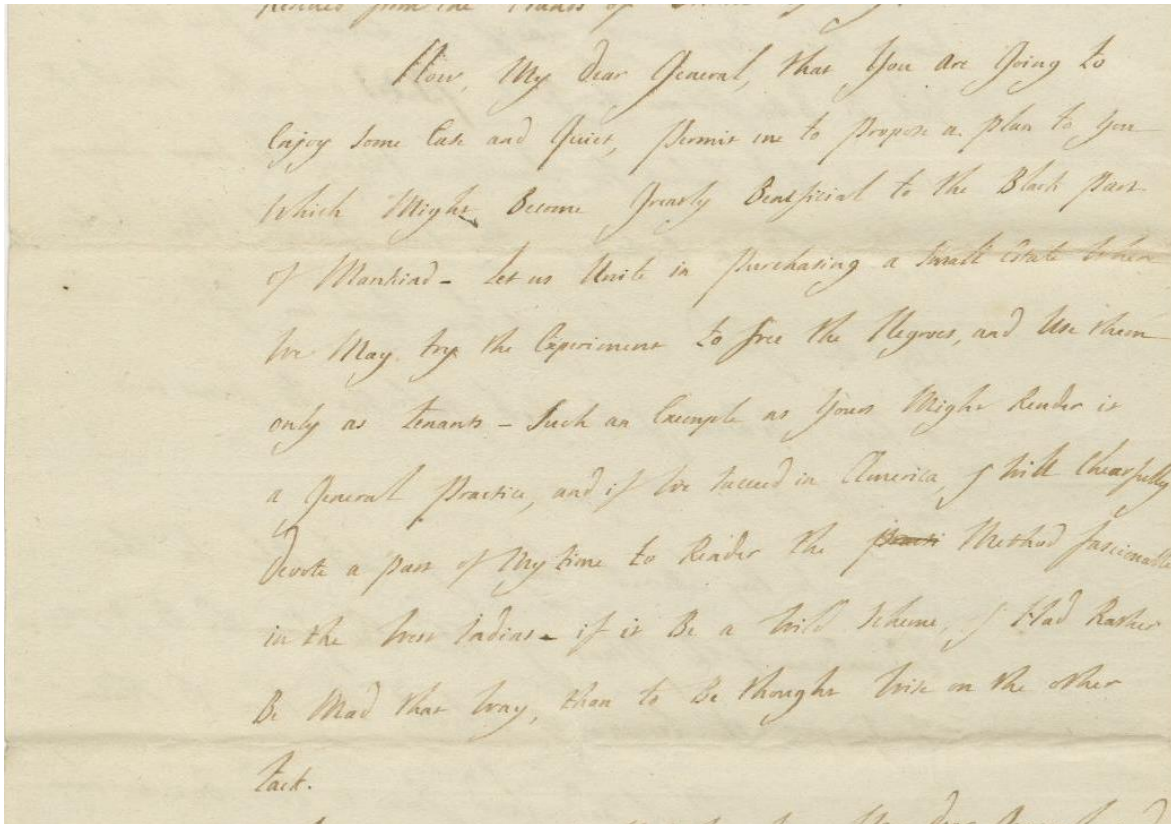 Now, My dear General, that You are Going to
Enjoy some Ease and Quiet, Permit me to Propose a plan to you
Which Might Become Greatly Beneficial to the Black Part
of Mankind - Let us Unite in Purchasing a Small Estate Where
We May try the Experiment to free the Negroes, and Use them
only as tenants - Such an Exemple as Yours Might Render it
a General Practice, and if We succeed in America, I Will Chearfully
devote a part of My time to Render the Method fascionable
in the West Indias - if it Be a Wild Scheme, I Had Rather
Be Mad that Way, than to Be thought Wise on the other
tack.